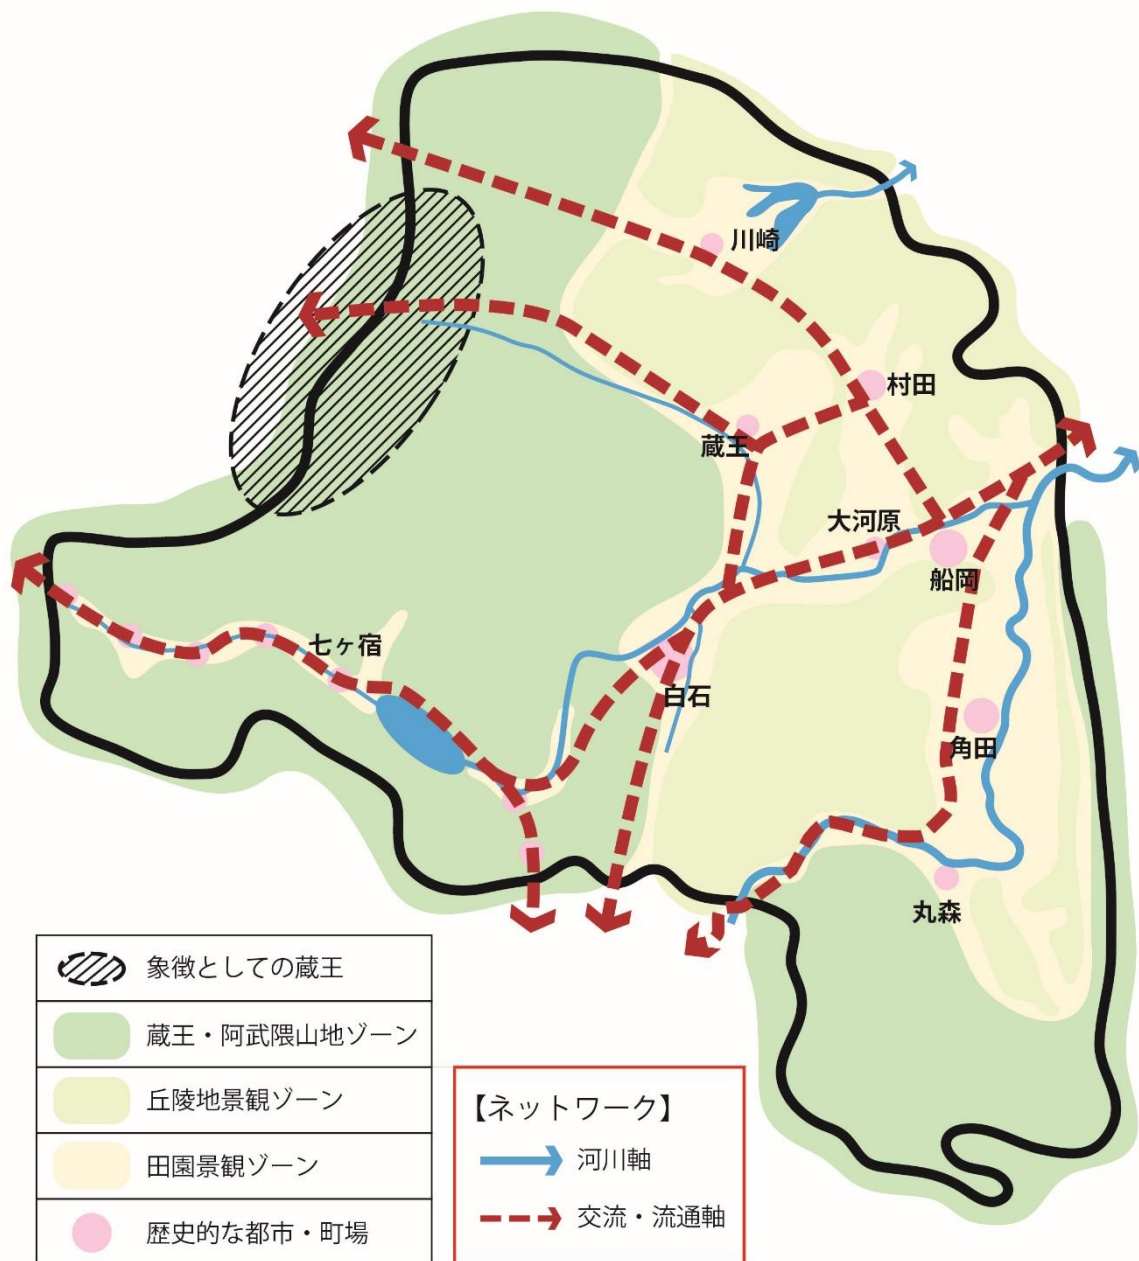 川崎
村田
蔵王
大河原
船岡
七ヶ宿
白石
角田
丸森
象徴としての蔵王
蔵王・阿武隈山地ゾーン
丘陵地景観ゾーン
田園景観ゾーン
歴史的な都市・町場
【ネットワーク】
河川軸
交流・流通軸